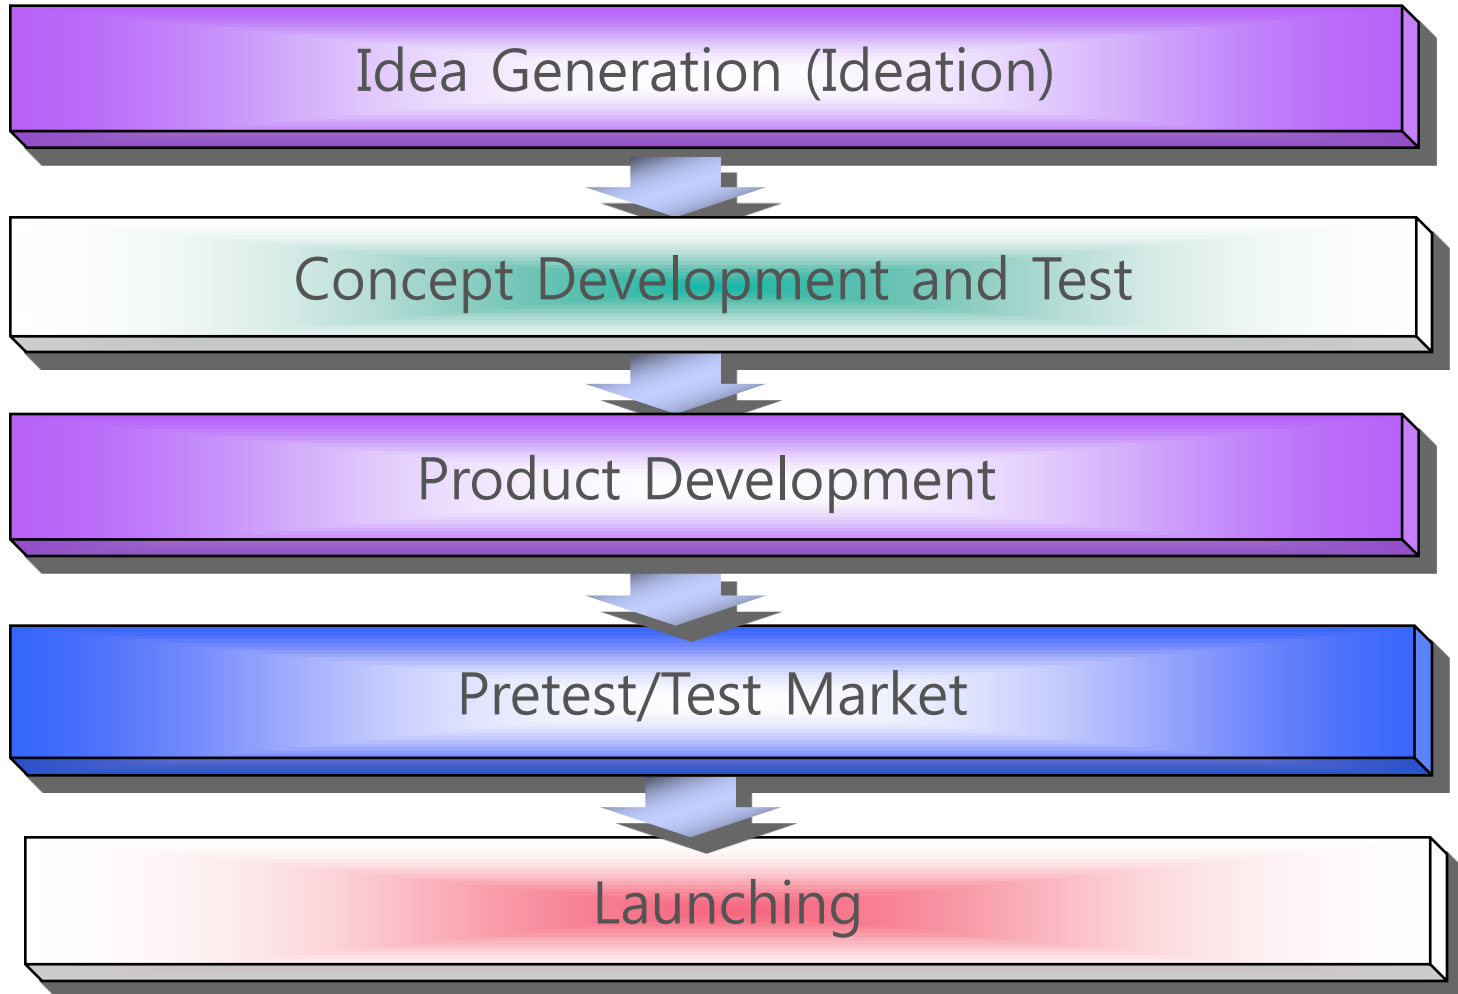 Idea Generation (Ideation)
Concept Development and Test
Product Development
Pretest/Test Market
Launching